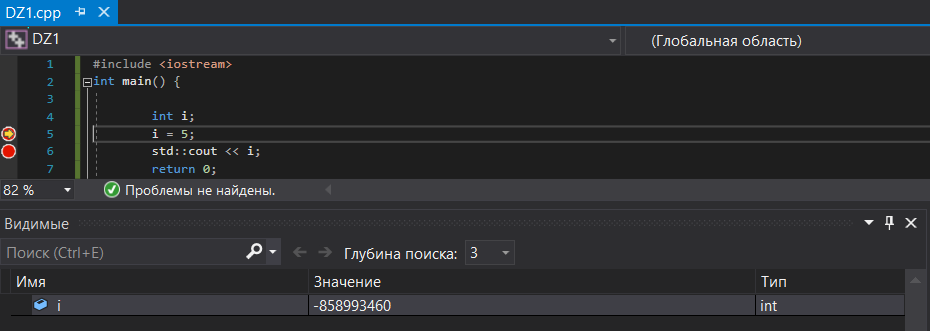 DZ1.cpp
DZ1 (Глобальная область)
1 #include <iostream>
2 int main() {
3
4 int i;
5 i = 5;
6 std::cout << i;
7 return 0;
82 % Проблемы не найдены.
Видимые
Поиск (Ctrl+E) Глубина поиска: 3
Имя Значение Тип
i -858993460 int